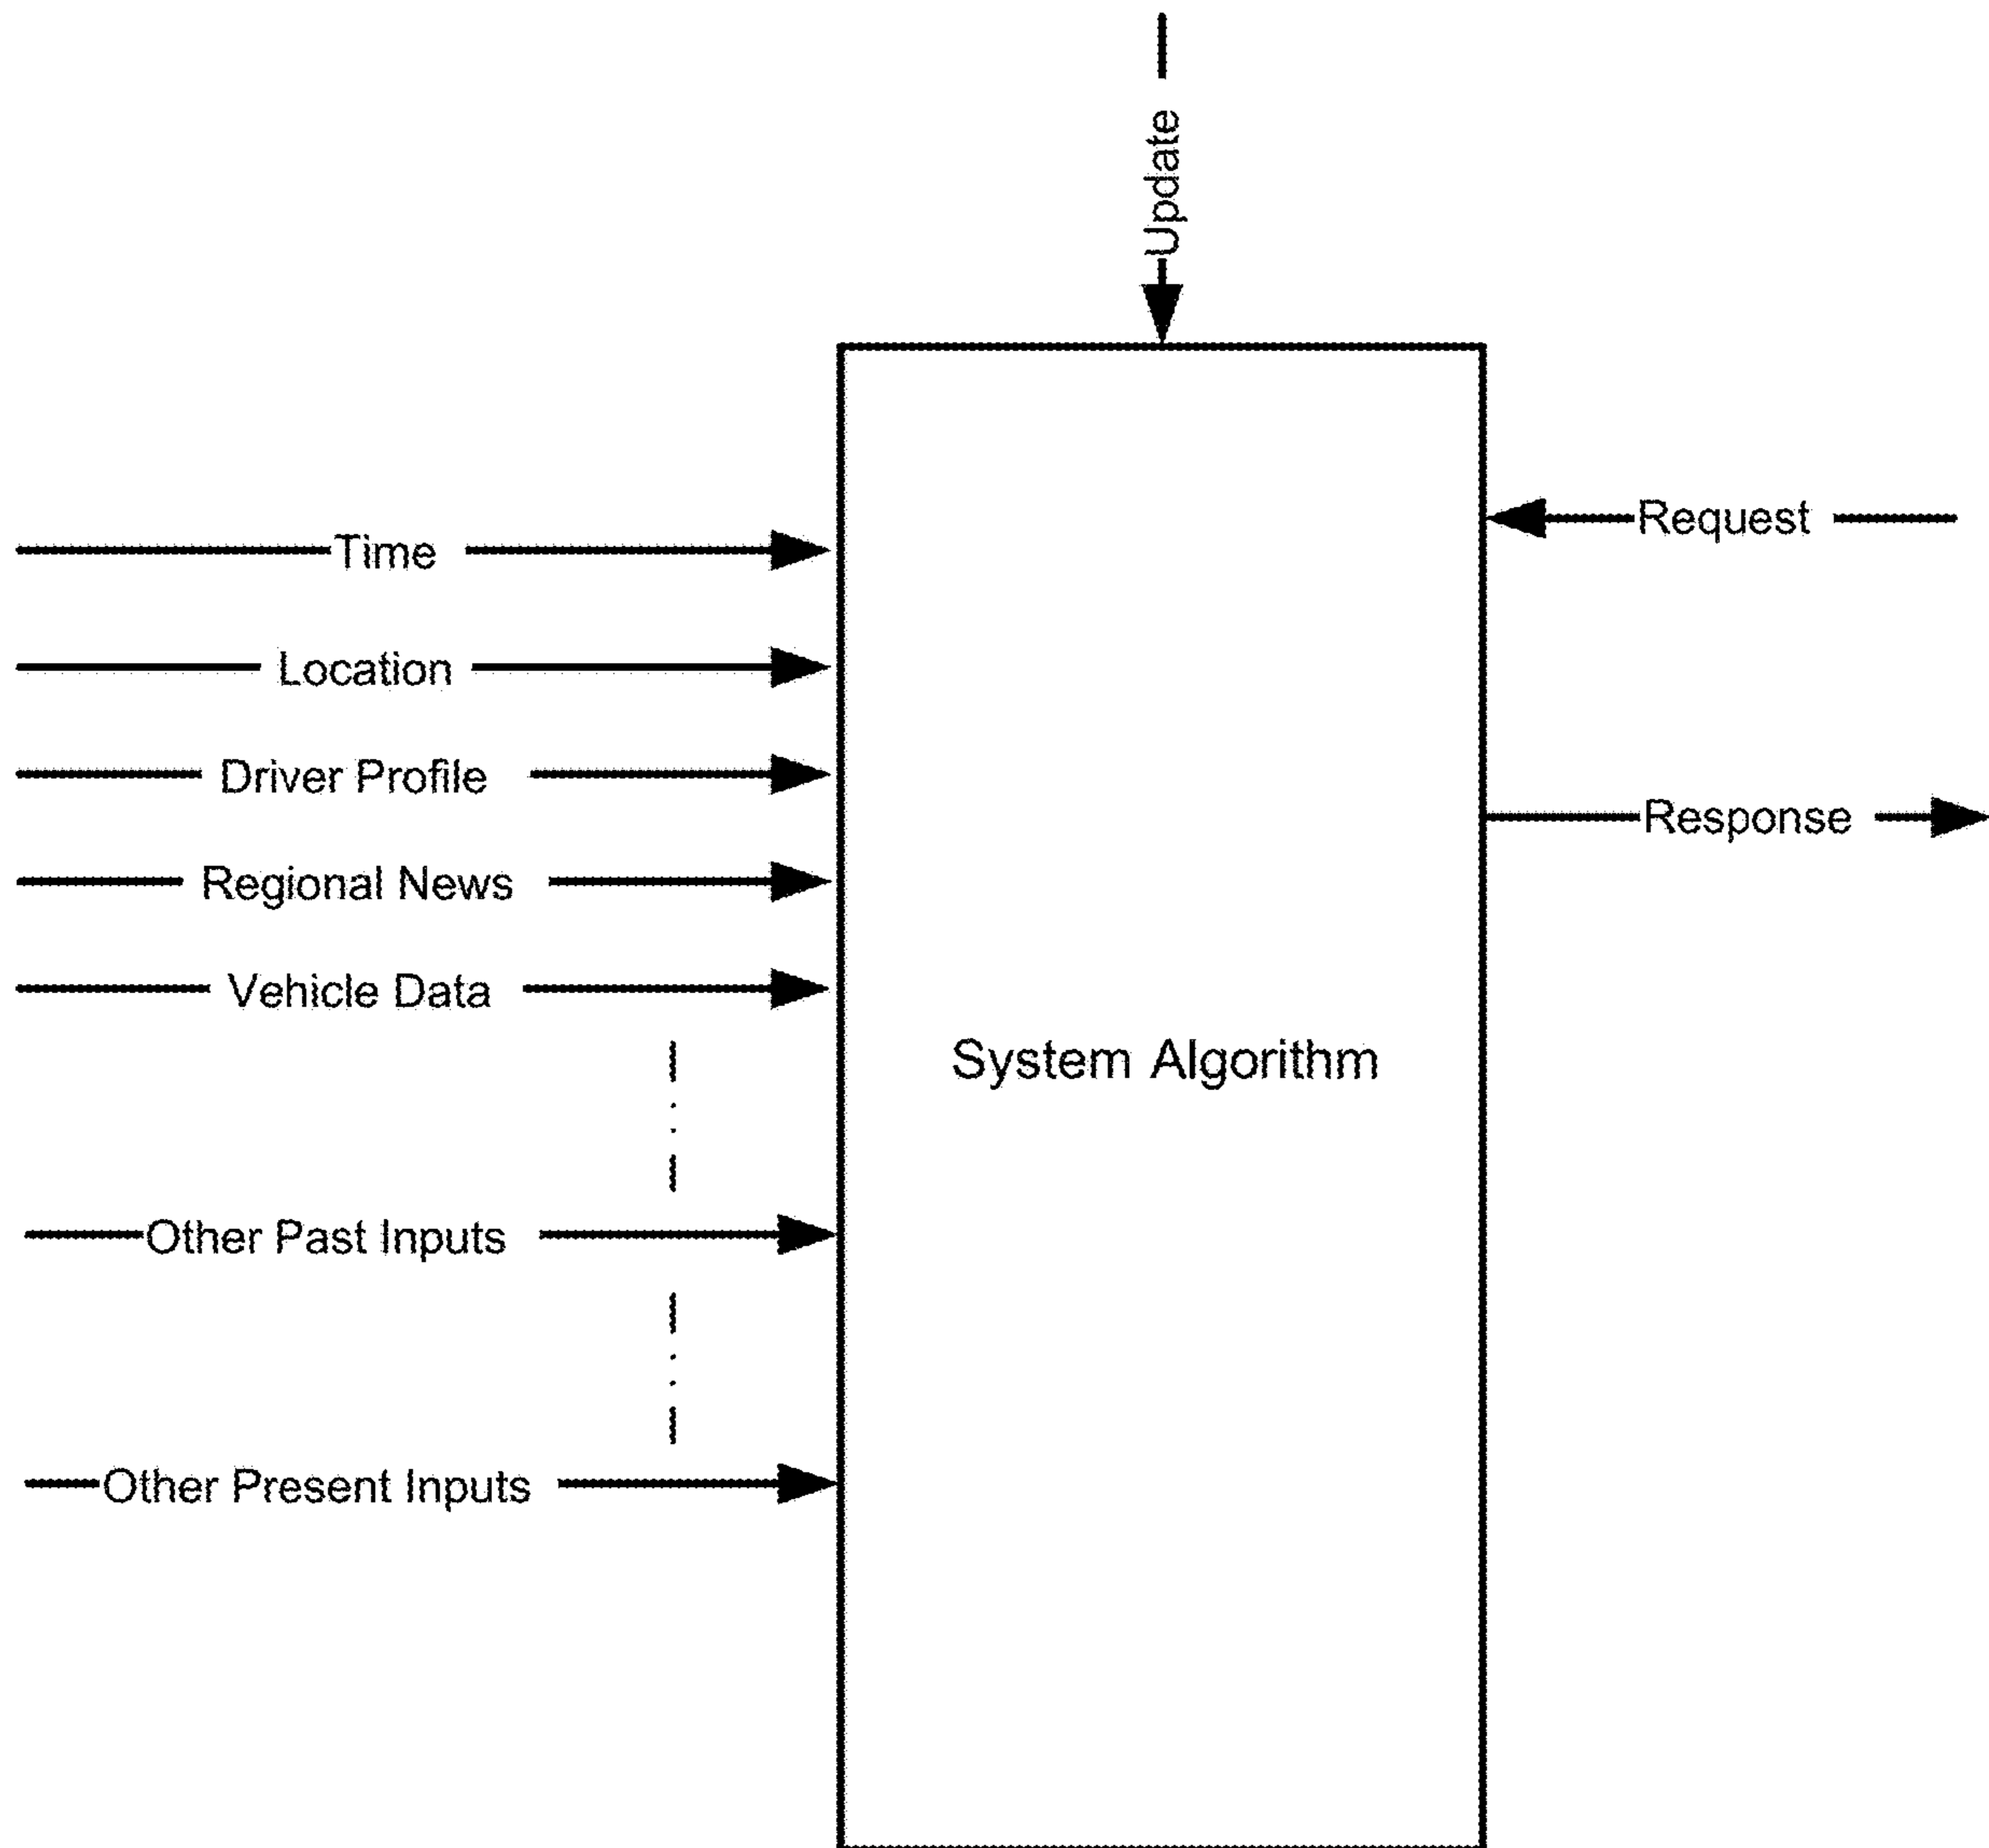 Update
Request
Time
Location
Driver Profile
Response
Regional News
Vehicle Data
System Algorithm
Other Past Inputs
Other Present Inputs